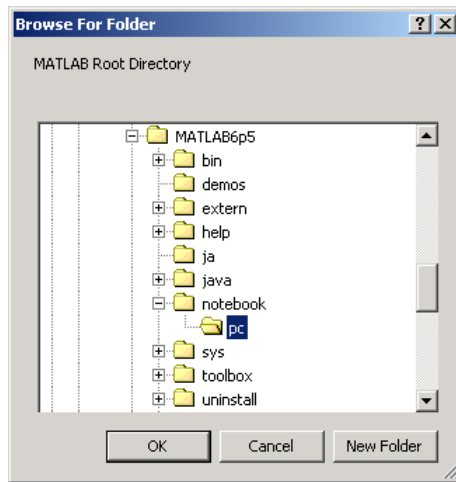 Browse For Folder
MATLAB Root Directory
MATLAB6p5
bin
demos
extern
help
ja
java
notebook
pc
sys
toolbox
uninstall
OK Cancel New Folder